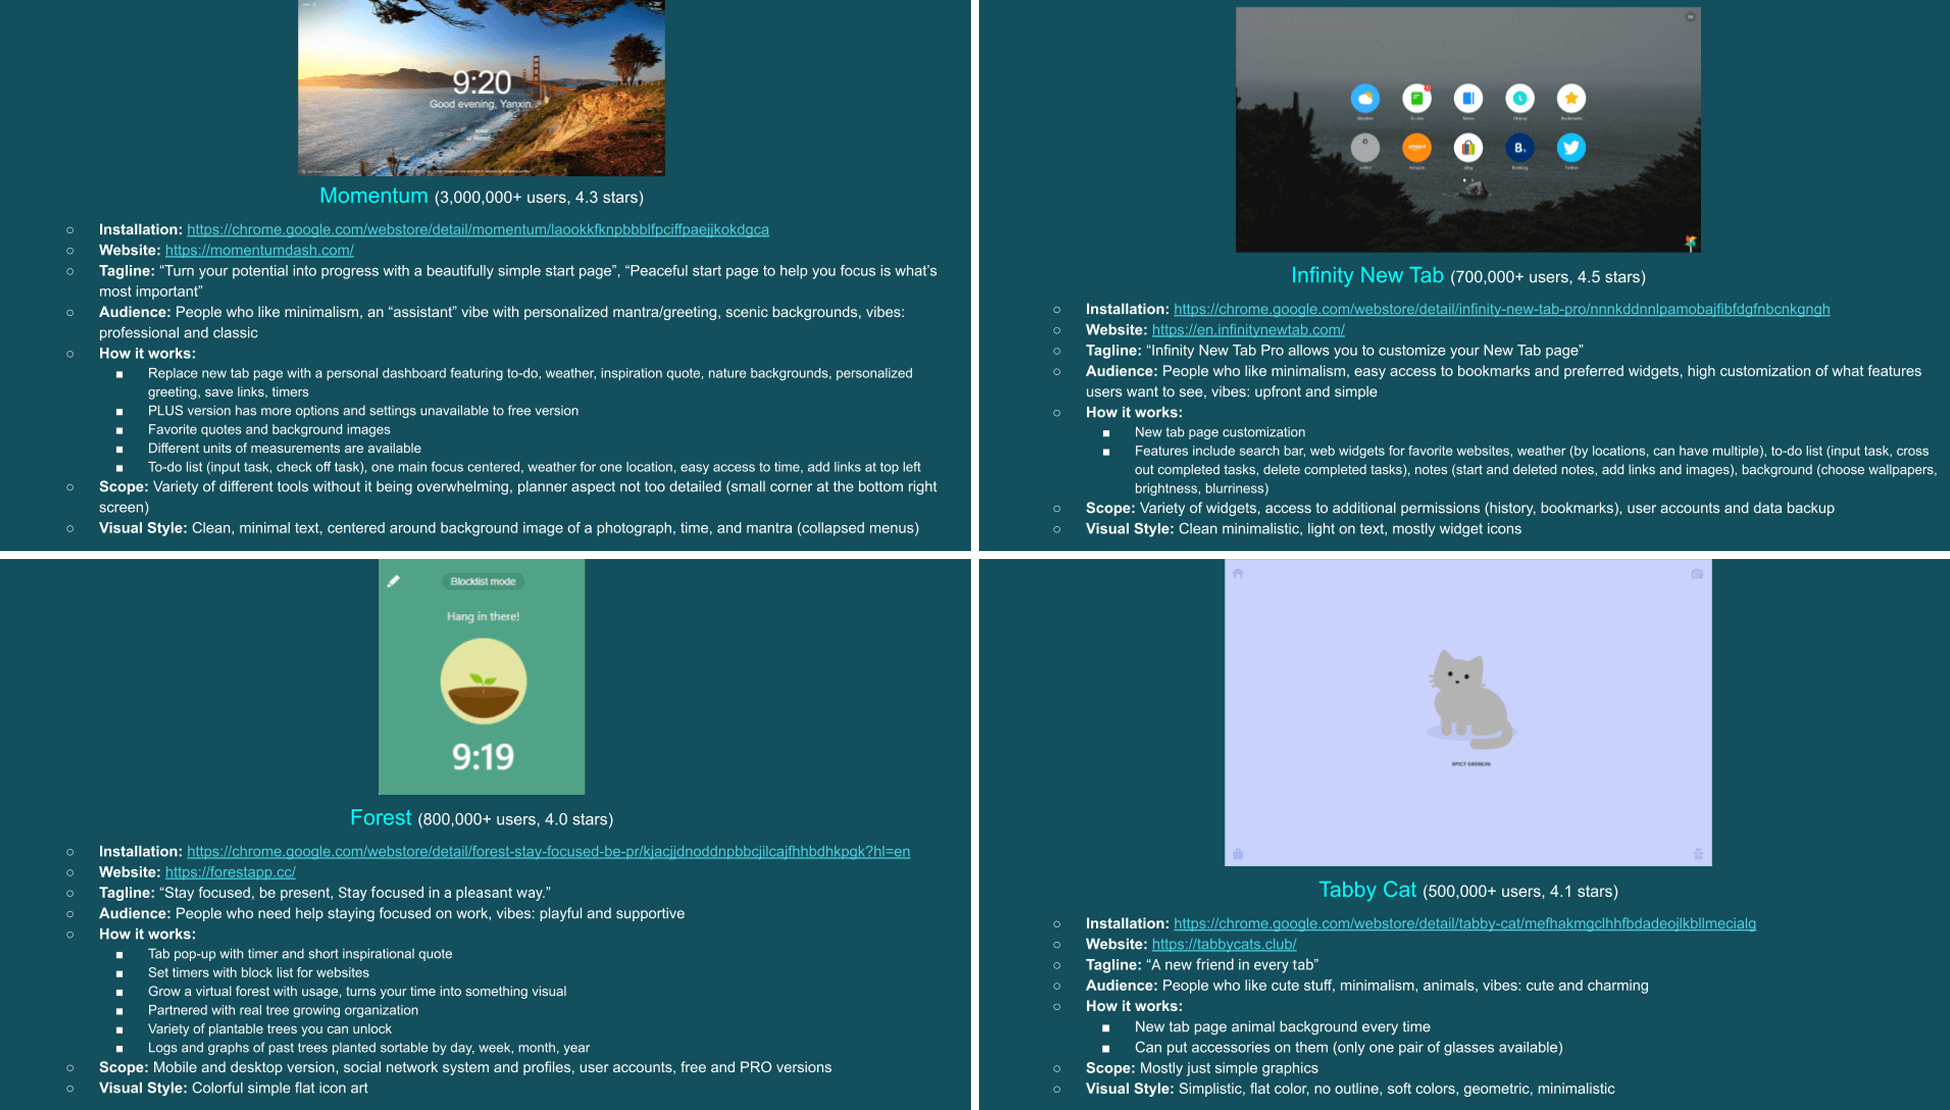 9:20
Good evening, Yanxin.
Momentum (3,000,000+ users, 4.3 stars)
○ Installation: https://chrome.google.com/webstore/detail/momentum/laookkfknpbbblfpciffpaejjkokdgca
○ Website: https://momentumdash.com/
○ Tagline: “Turn your potential into progress with a beautifully simple start page”, “Peaceful start page to help you focus is what’s
most important”
○ Audience: People who like minimalism, an “assistant” vibe with personalized mantra/greeting, scenic backgrounds, vibes:
professional and classic
○ How it works:
■ Replace new tab page with a personal dashboard featuring to-do, weather, inspiration quote, nature backgrounds, personalized
greeting, save links, timers
■ PLUS version has more options and settings unavailable to free version
■ Favorite quotes and background images
■ Different units of measurements are available
■ To-do list (input task, check off task), one main focus centered, weather for one location, easy access to time, add links at top left
○ Scope: Variety of different tools without it being overwhelming, planner aspect not too detailed (small corner at the bottom right
screen)
○ Visual Style: Clean, minimal text, centered around background image of a photograph, time, and mantra (collapsed menus)
Weather To-dos Notes History Bookmarks
amazon B.
Amazon eBay Booking Twitter
Infinity New Tab (700,000+ users, 4.5 stars)
○ Installation: https://chrome.google.com/webstore/detail/infinity-new-tab-pro/nnnkddnnlpamobajfibfdgfnbcnkgngh
○ Website: https://en.infinitynewtab.com/
○ Tagline: “Infinity New Tab Pro allows you to customize your New Tab page”
○ Audience: People who like minimalism, easy access to bookmarks and preferred widgets, high customization of what features
users want to see, vibes: upfront and simple
○ How it works:
■ New tab page customization
■ Features include search bar, web widgets for favorite websites, weather (by locations, can have multiple), to-do list (input task, cross
out completed tasks, delete completed tasks), notes (start and deleted notes, add links and images), background (choose wallpapers,
brightness, blurriness)
○ Scope: Variety of widgets, access to additional permissions (history, bookmarks), user accounts and data backup
○ Visual Style: Clean minimalistic, light on text, mostly widget icons
Blocklist mode
Hang in there!
9:19
Forest (800,000+ users, 4.0 stars)
○ Installation: https://chrome.google.com/webstore/detail/forest-stay-focused-be-pr/kjacjjdnoddnpbbcjilcajfhhbdhkpgk?hl=en
○ Website: https://forestapp.cc/
○ Tagline: “Stay focused, be present, Stay focused in a pleasant way.”
○ Audience: People who need help staying focused on work, vibes: playful and supportive
○ How it works:
■ Tab pop-up with timer and short inspirational quote
■ Set timers with block list for websites
■ Grow a virtual forest with usage, turns your time into something visual
■ Partnered with real tree growing organization
■ Variety of plantable trees you can unlock
■ Logs and graphs of past trees planted sortable by day, week, month, year
○ Scope: Mobile and desktop version, social network system and profiles, user accounts, free and PRO versions
○ Visual Style: Colorful simple flat icon art
EPICT GREMLIN
Tabby Cat (500,000+ users, 4.1 stars)
○ Installation: https://chrome.google.com/webstore/detail/tabby-cat/mefhakmgclhhfbdadeojlkbllmecialg
○ Website: https://tabbycats.club/
○ Tagline: “A new friend in every tab”
○ Audience: People who like cute stuff, minimalism, animals, vibes: cute and charming
○ How it works:
■ New tab page animal background every time
■ Can put accessories on them (only one pair of glasses available)
○ Scope: Mostly just simple graphics
○ Visual Style: Simplistic, flat color, no outline, soft colors, geometric, minimalistic